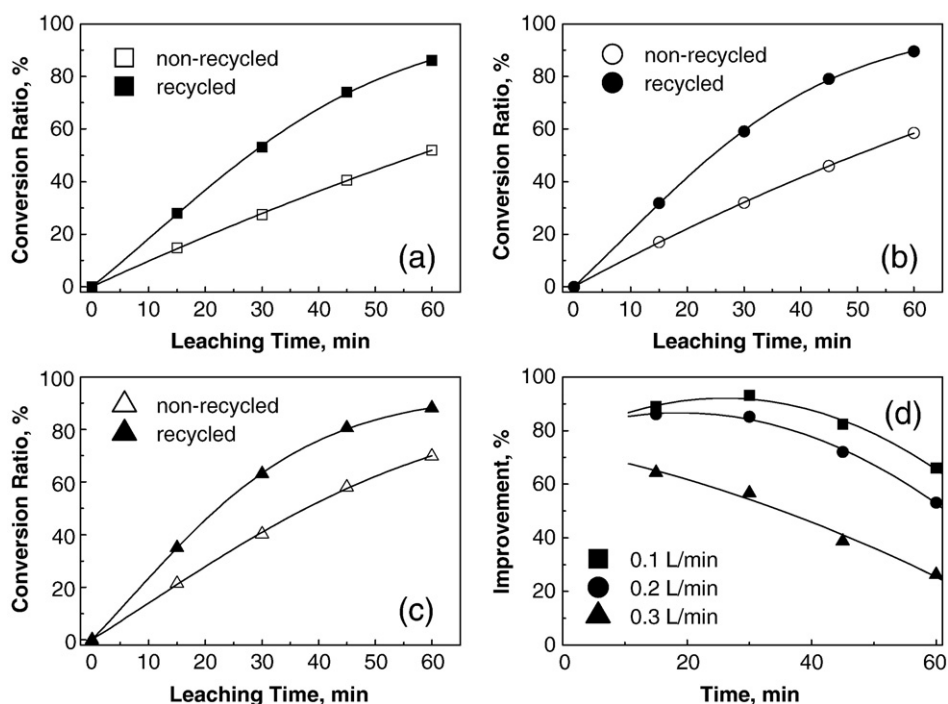 100
80
60
40
20
0
Conversion Ratio, %
non-recycled
recycled
(a)
0 10 20 30 40 50 60
Leaching Time, min
100
80
60
40
20
0
Conversion Ratio, %
non-recycled
recycled
(b)
0 10 20 30 40 50 60
Leaching Time, min
100
80
60
40
20
0
Conversion Ratio, %
non-recycled
recycled
(c)
0 10 20 30 40 50 60
Leaching Time, min
100
80
60
40
20
0
Improvement, %
(d)
0.1 L/min
0.2 L/min
0.3 L/min
0 20 40 60
Time, min